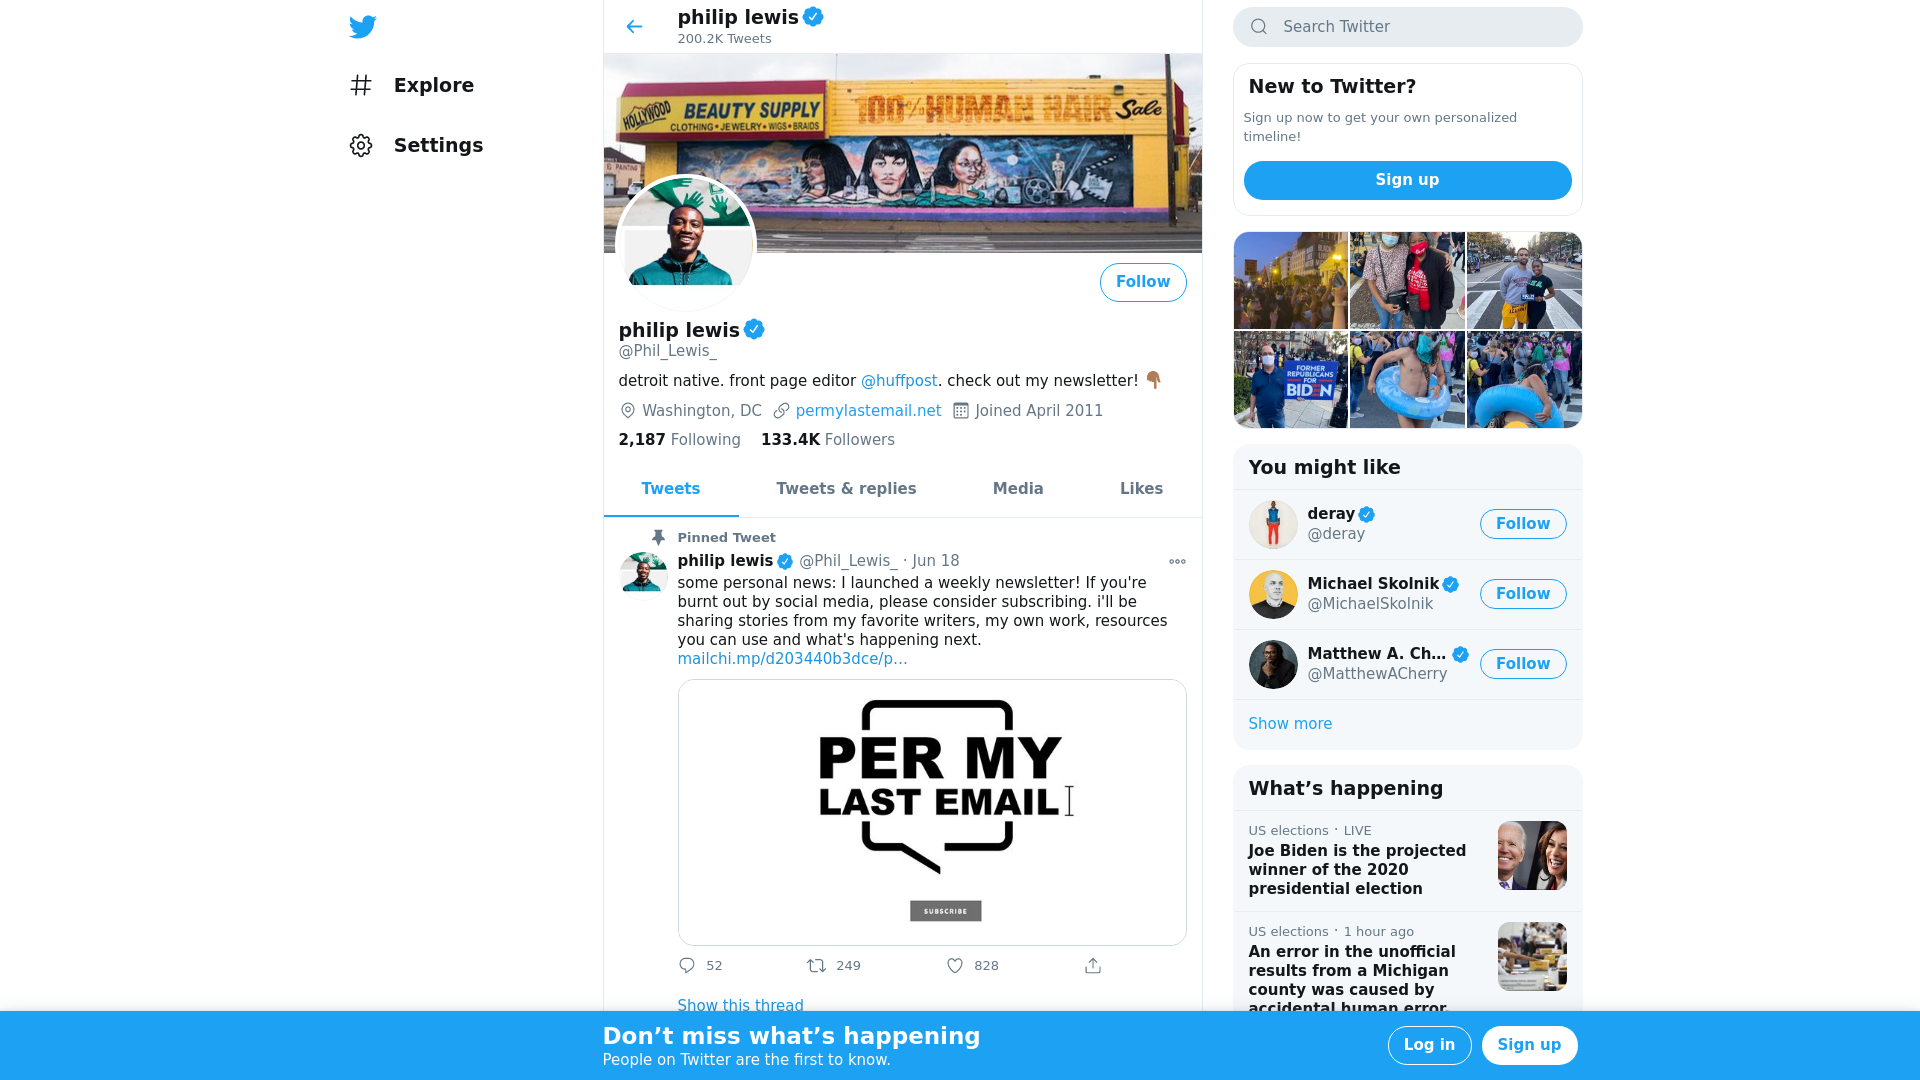 Explore
Settings
philip lewis
200.2K Tweets
HOLLYWOOD
BEAUTY SUPPLY
CLOTHING • JEWELRY • WIGS • BRAIDS
100% HUMAN HAIR
Sale
Follow
philip lewis
@Phil_Lewis_
detroit native. front page editor @huffpost. check out my newsletter! 👇🏾
Washington, DC permylastemail.net Joined April 2011
2,187 Following 133.4K Followers
Tweets Tweets & replies Media Likes
Pinned Tweet
philip lewis @Phil_Lewis_ · Jun 18
some personal news: I launched a weekly newsletter! If you're
burnt out by social media, please consider subscribing. i'll be
sharing stories from my favorite writers, my own work, resources
you can use and what's happening next.
mailchi.mp/d203440b3dce/p…
PER MY
LAST EMAIL
SUBSCRIBE
52 249 828
Show this thread
Search Twitter
New to Twitter?
Sign up now to get your own personalized
timeline!
Sign up
FORMER
REPUBLICANS
FOR
BIDEN
You might like
deray
@deray
Follow
Michael Skolnik
@MichaelSkolnik
Follow
Matthew A. Ch…
@MatthewACherry
Follow
Show more
What’s happening
US elections · LIVE
Joe Biden is the projected
winner of the 2020
presidential election
US elections · 1 hour ago
An error in the unofficial
results from a Michigan
county was caused by
accidental human error,
Don’t miss what’s happening
People on Twitter are the first to know.
Log in
Sign up